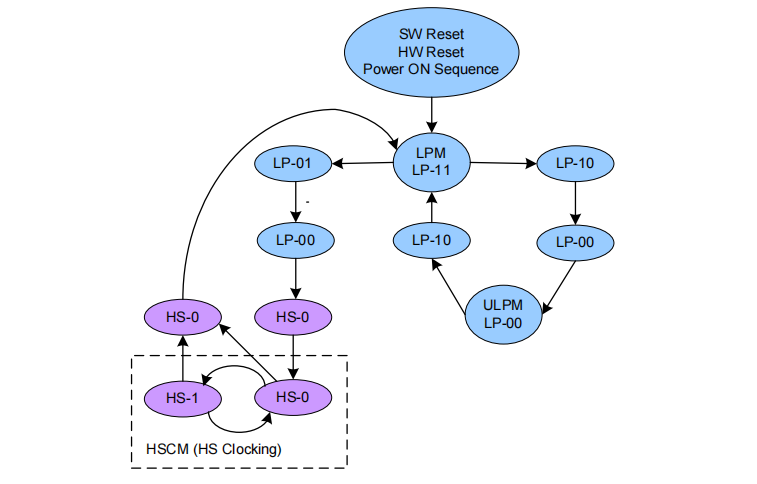 SW Reset
HW Reset
Power ON Sequence
LPM
LP-11
LP-01
LP-10
LP-00
LP-10
LP-00
ULPM
LP-00
HS-0
HS-0
HS-1
HS-0
HSCM (HS Clocking)